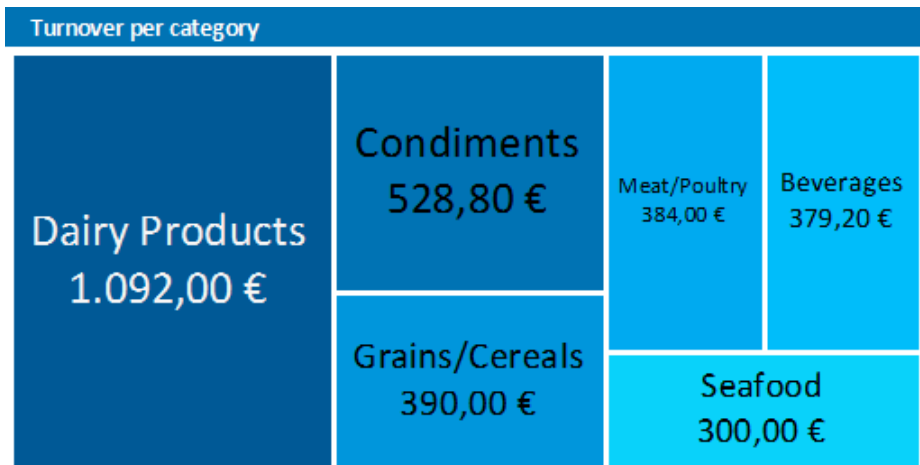 Turnover per category
Dairy Products
1.092,00 €
Condiments
528,80 €
Grains/Cereals
390,00 €
Meat/Poultry
384,00 €
Beverages
379,20 €
Seafood
300,00 €